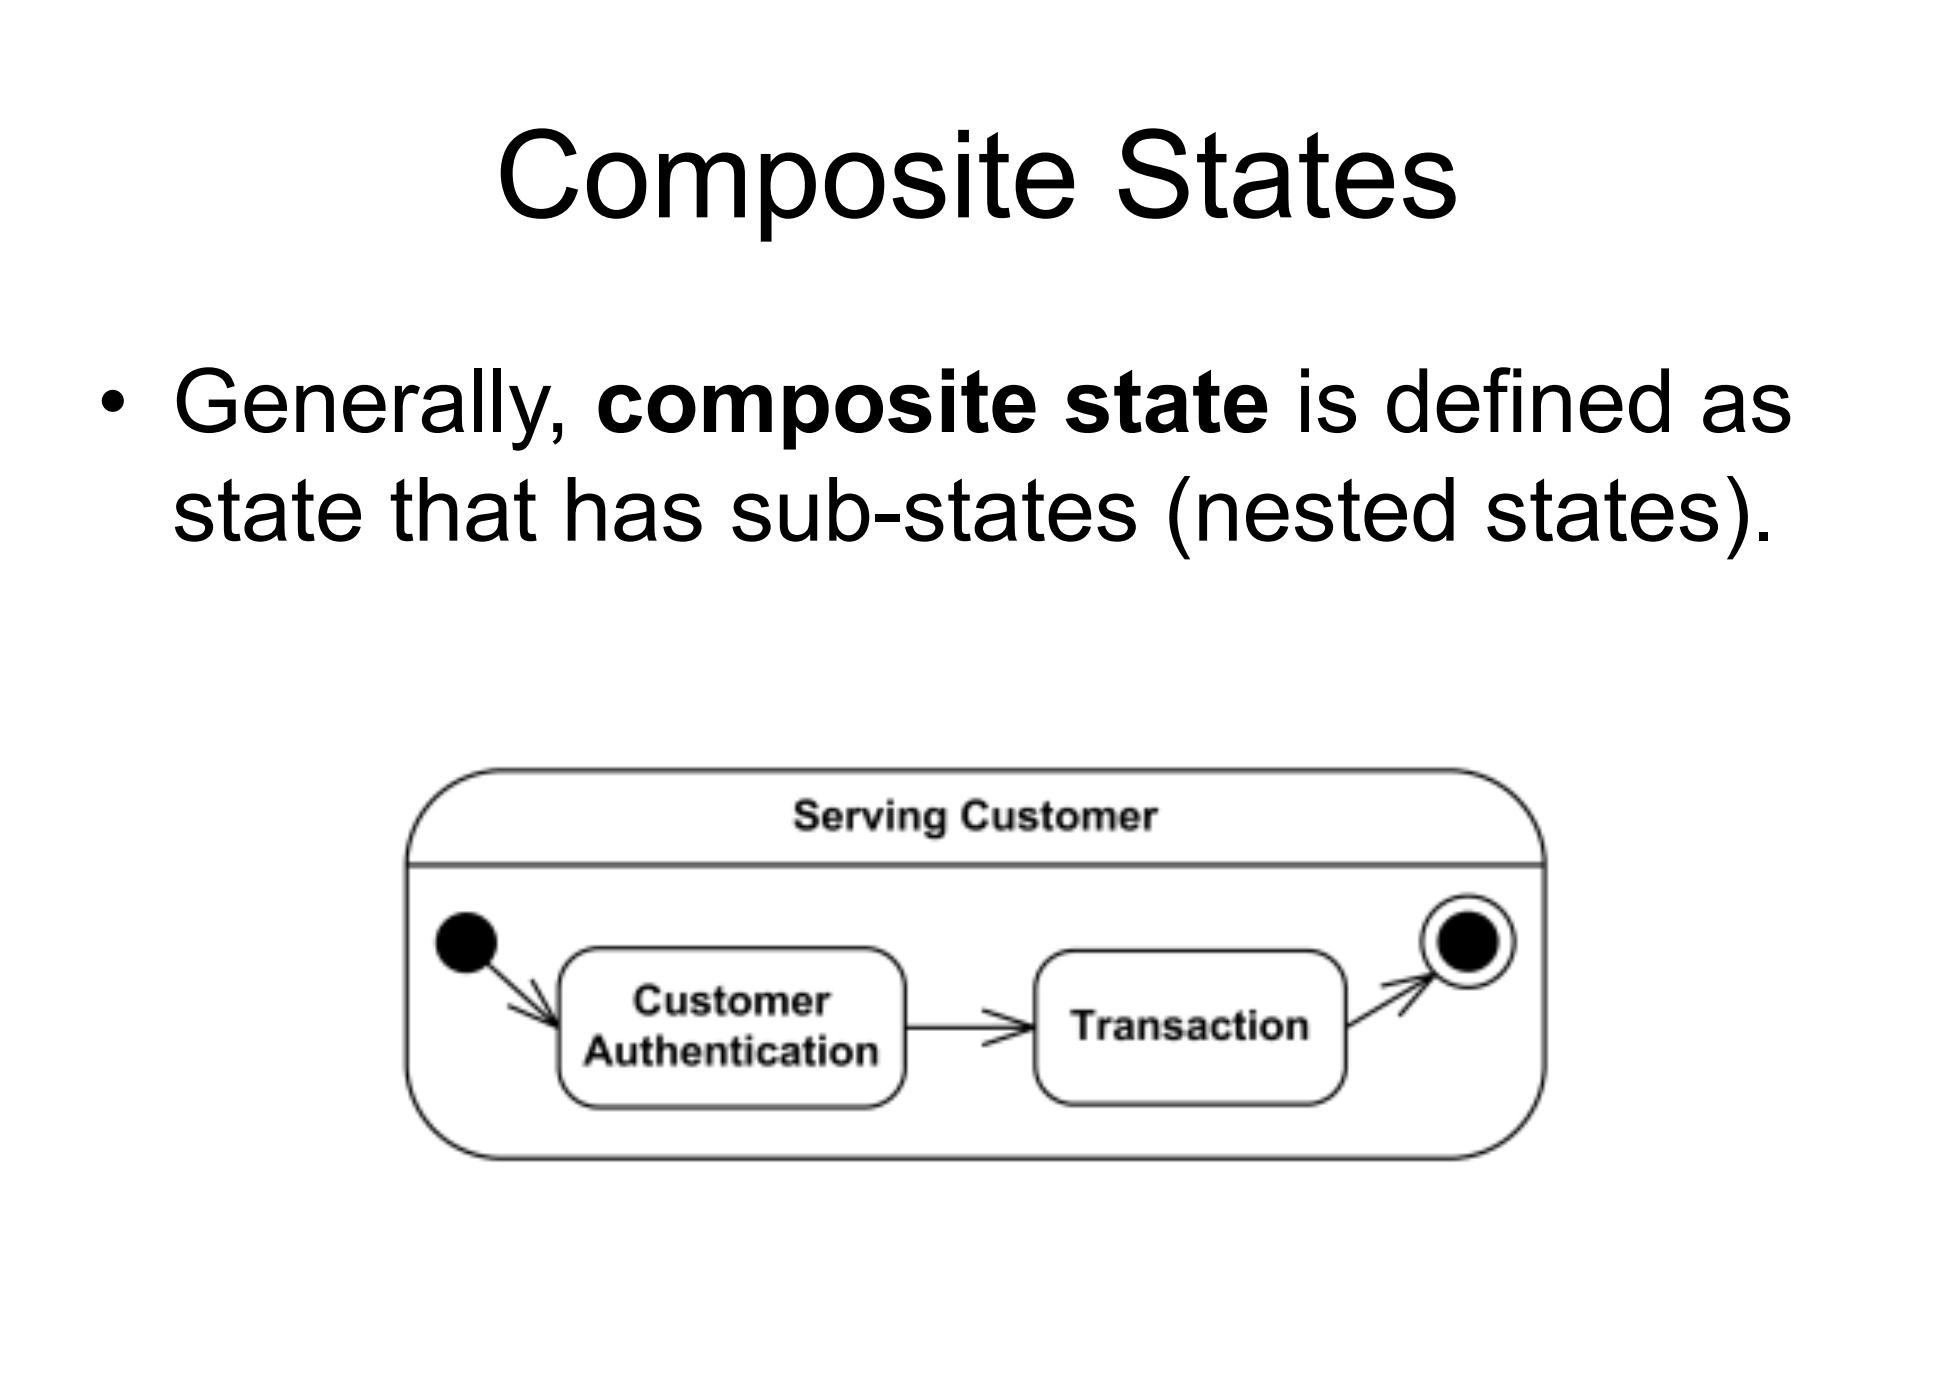 Composite States
• Generally, composite state is defined as
state that has sub-states (nested states).
Serving Customer
Customer
Authentication
Transaction